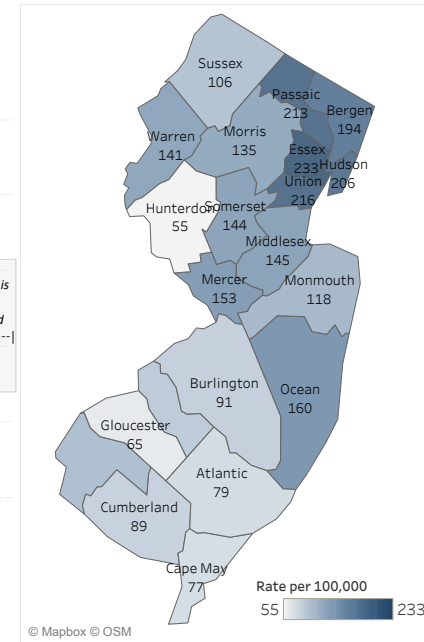 Sussex
106
Passaic
213
Bergen
194
Warren
141
Morris
135
Essex
233
Hudson
206
Union
216
Hunterdon
55
Somerset
144
Middlesex
145
Mercer
153
Monmouth
118
is
d
---|
Burlington
91
Ocean
160
Gloucester
65
Atlantic
79
Cumberland
89
Cape May
77
Rate per 100,000
55
233
© Mapbox © OSM